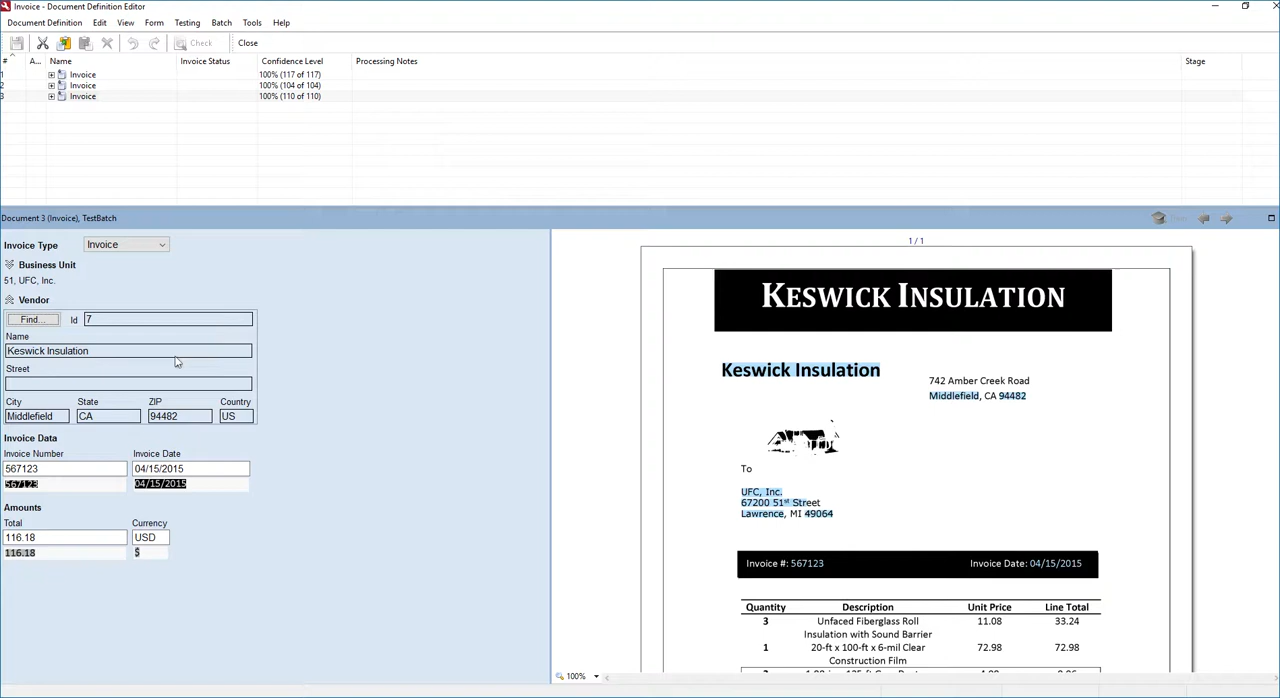 Invoice - Document Definition Editor
Document Definition Edit View Form Testing Batch Tools Help
Check Close
# A... Name Invoice Status Confidence Level Processing Notes Stage
1 Invoice 100% (117 of 117)
2 Invoice 100% (104 of 104)
3 Invoice 100% (110 of 110)
Document 3 (Invoice), TestBatch
Invoice Type Invoice
Business Unit
51, UFC, Inc.
Vendor
Find... Id 7
Name
Keswick Insulation
Street
City State ZIP Country
Middlefield CA 94482 US
Invoice Data
Invoice Number Invoice Date
567123 04/15/2015
567123 04/15/2015
Amounts
Total Currency
116.18 USD
116.18 $
1 / 1
KESWICK INSULATION
Keswick Insulation
742 Amber Creek Road
Middlefield, CA 94482
To
UFC, Inc.
67200 51st Street
Lawrence, MI 49064
Invoice #: 567123 Invoice Date: 04/15/2015
Quantity Description Unit Price Line Total
3 Unfaced Fiberglass Roll 11.08 33.24
Insulation with Sound Barrier
1 20-ft x 100-ft x 6-mil Clear 72.98 72.98
Construction Film
100%